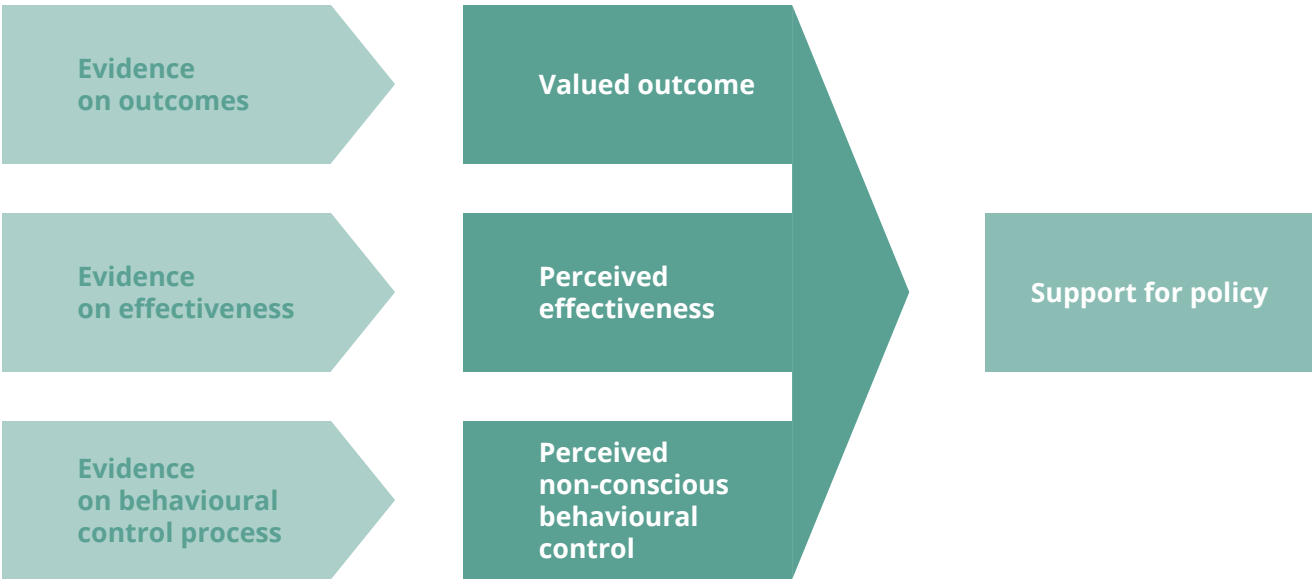 Evidence
on outcomes
Valued outcome
Evidence
on effectiveness
Perceived
effectiveness
Support for policy
Evidence
on behavioural
control process
Perceived
non-conscious
behavioural
control